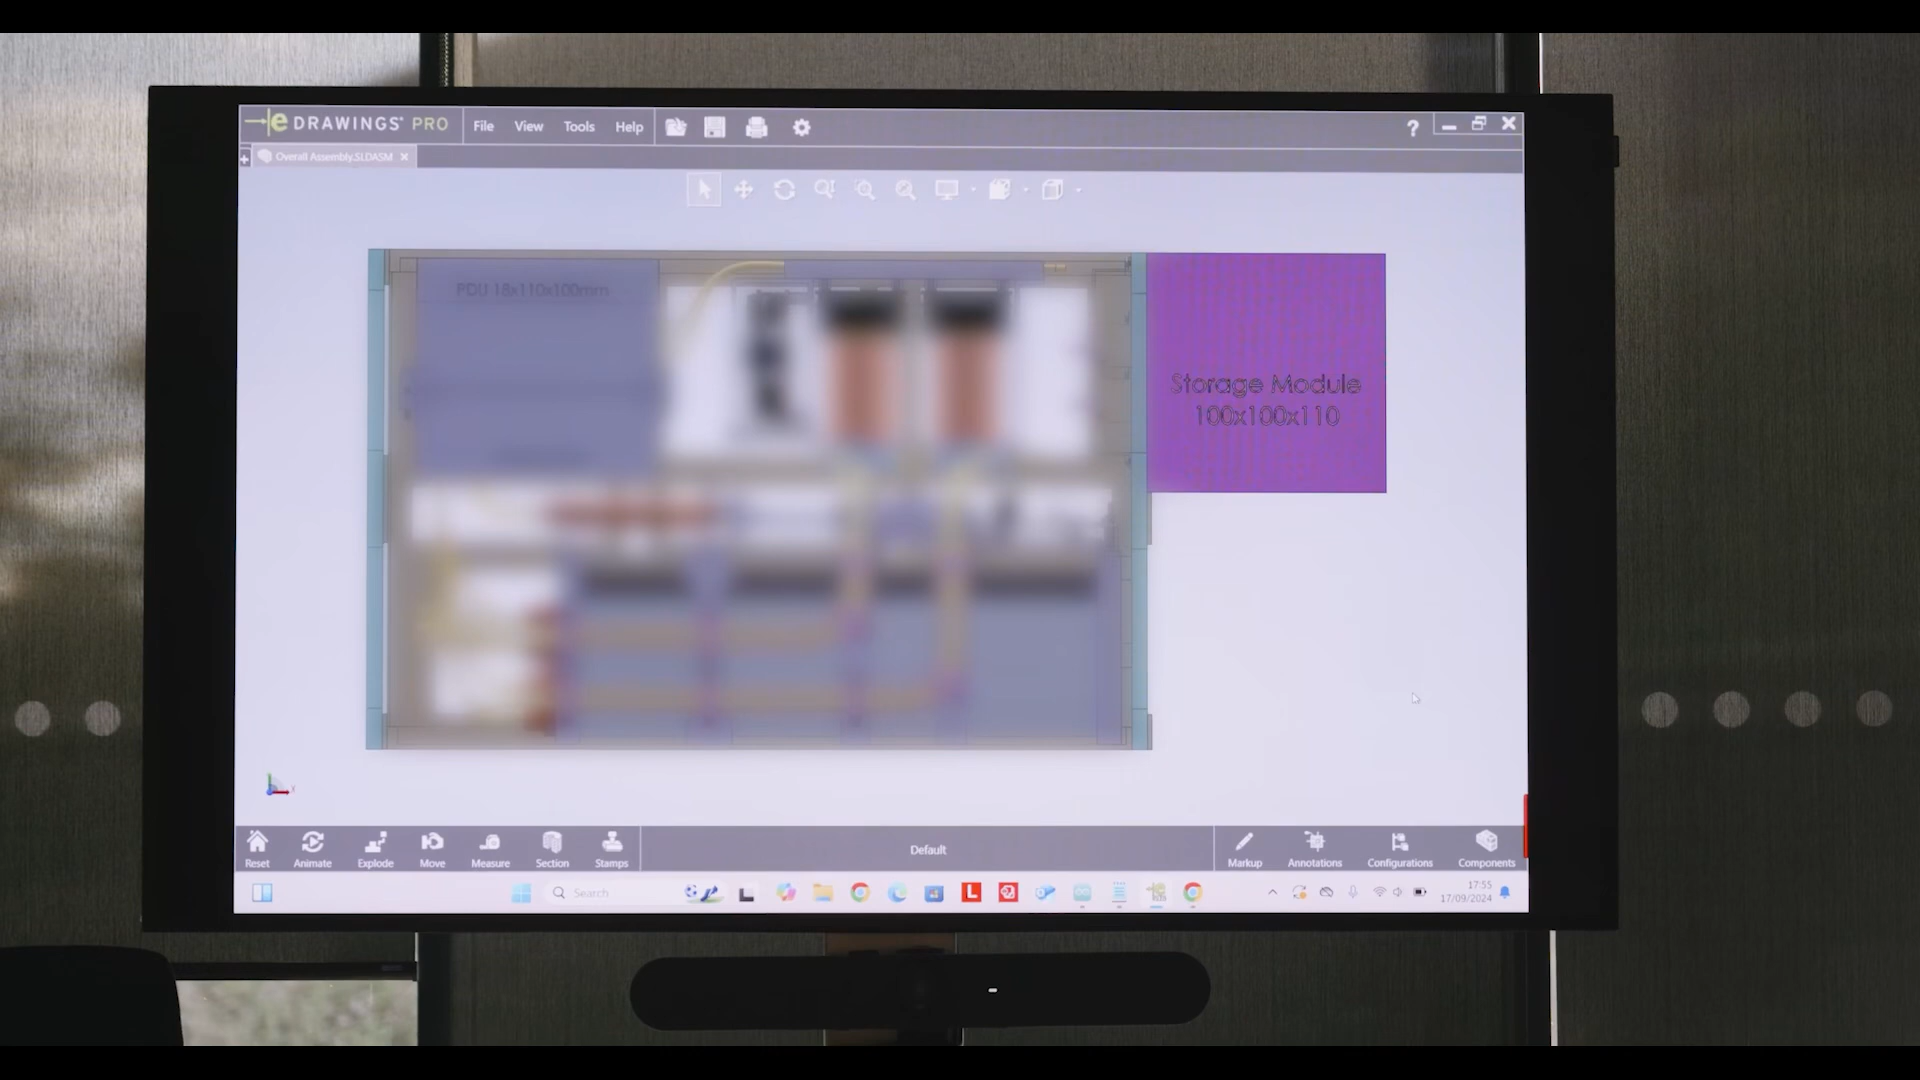 eDRAWINGS PRO
File View Tools Help
?
Overall Assembly.SLDASM
PDU 18x110x100mm
Storage Module
100x100x110
Reset Animate Explode Move Measure Section Stamps
Default
Markup Annotations Configurations Components
Search
L
17:55
17/09/2024